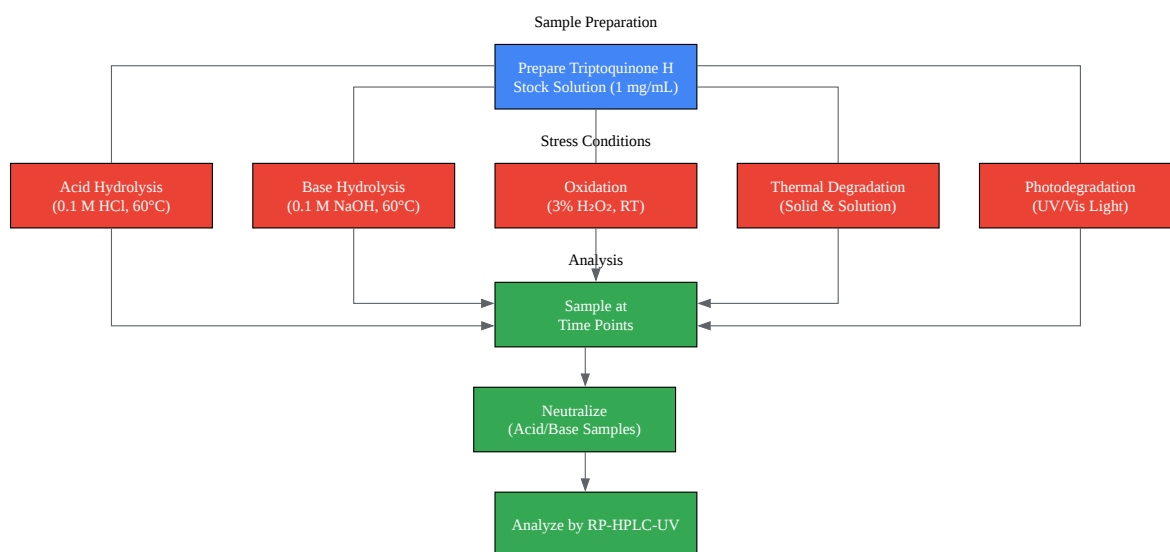 Sample Preparation
Prepare Triptoquinone H
Stock Solution (1 mg/mL)
Stress Conditions
Acid Hydrolysis
(0.1 M HCl, 60°C)
Base Hydrolysis
(0.1 M NaOH, 60°C)
Oxidation
(3% H₂O₂, RT)
Thermal Degradation
(Solid & Solution)
Photodegradation
(UV/Vis Light)
Analysis
Sample at
Time Points
Neutralize
(Acid/Base Samples)
Analyze by RP-HPLC-UV